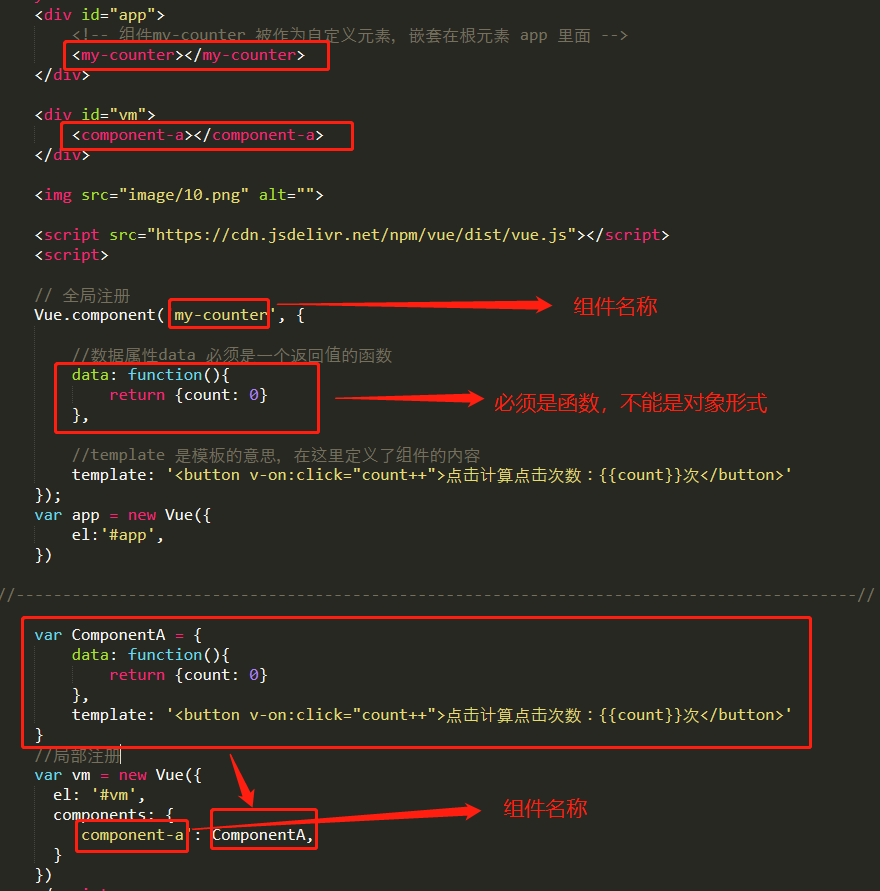 <div id="app">
<!-- 组件my-counter 被作为自定义元素，嵌套在根元素 app 里面 -->
<my-counter></my-counter>
</div>
<div id="vm">
<component-a></component-a>
</div>
<img src="image/10.png" alt="">
<script src="https://cdn.jsdelivr.net/npm/vue/dist/vue.js"></script>
<script>
// 全局注册
Vue.component( my-counter', {
组件名称
//数据属性data 必须是一个返回值的函数
data: function(){
return {count: 0}
},
必须是函数，不能是对象形式
//template 是模板的意思，在这里定义了组件的内容
template: '<button v-on:click="count++">点击计算点击次数：{{count}}次</button>'
});
var app = new Vue({
el:'#app',
})
//------------------------------------------------------------------------------------------//
var ComponentA = {
data: function(){
return {count: 0}
},
template: '<button v-on:click="count++">点击计算点击次数：{{count}}次</button>'
}
//局部注册
var vm = new Vue({
el: '#vm',
components: {
组件名称
component-a': ComponentA,
}
})